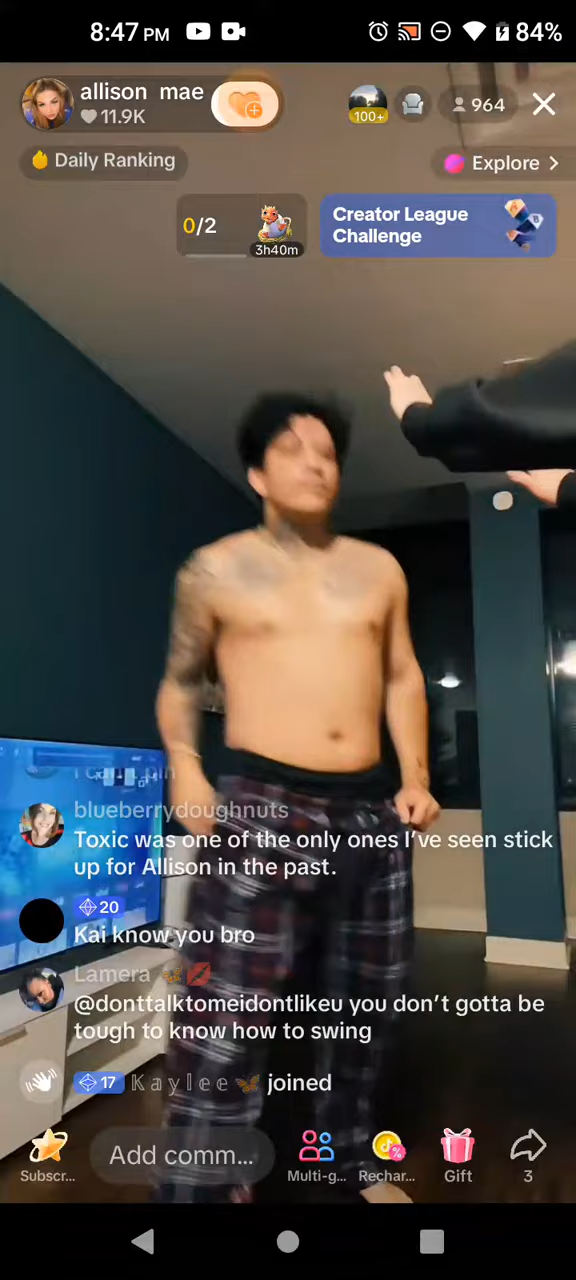 8:47 PM
84%
allison mae
11.9K
100+
964
Daily Ranking
Explore >
0/2
3h40m
Creator League
Challenge
blueberrydoughnuts
Toxic was one of the only ones I've seen stick
up for Allison in the past.
20
Kai know you bro
Lamera
@donttalktomeidontlikeu you don't gotta be
tough to know how to swing
17 𝕂𝕒𝕪𝕝𝕖𝕖 joined
Add comm...
Subscr...
Multi-g...
Rechar...
Gift
3